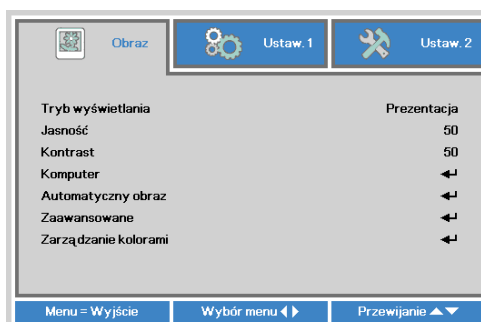 Obraz
Ustaw. 1
Ustaw. 2
Tryb wyświetlania Prezentacja
Jasność 50
Kontrast 50
Komputer
Automatyczny obraz
Zaawansowane
Zarządzanie kolorami
Menu = Wyjście
Wybór menu
Przewijanie